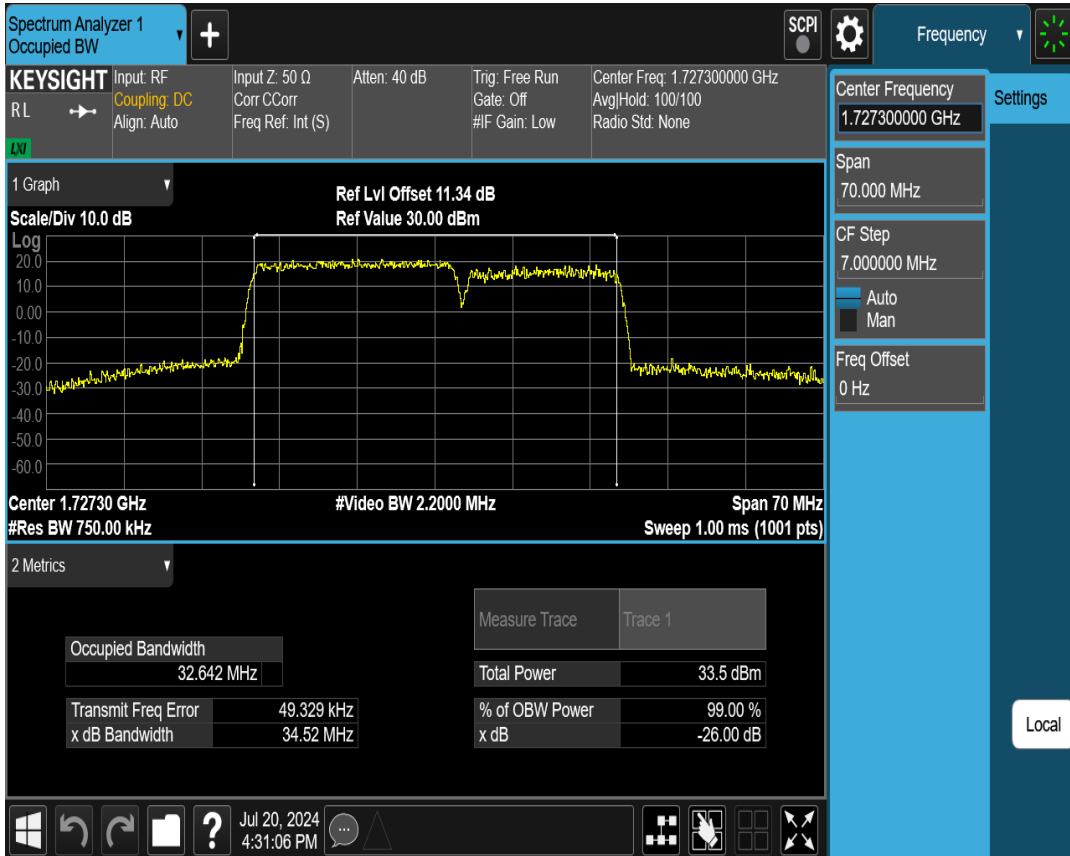 Spectrum Analyzer 1
Occupied BW
+
SCPI
Frequency
KEYSIGHT
RL
LXI
Input: RF
Coupling: DC
Align: Auto
Input Z: 50 Ω
Corr CCorr
Freq Ref: Int (S)
Atten: 40 dB
Trig: Free Run
Gate: Off
#IF Gain: Low
Center Freq: 1.727300000 GHz
Avg|Hold: 100/100
Radio Std: None
Center Frequency
1.727300000 GHz
Settings
Span
70.000 MHz
CF Step
7.000000 MHz
Auto
Man
Freq Offset
0 Hz
Local
1 Graph
Scale/Div 10.0 dB
Ref Lvl Offset 11.34 dB
Ref Value 30.00 dBm
Log
20.0
10.0
0.00
-10.0
-20.0
-30.0
-40.0
-50.0
-60.0
Center 1.72730 GHz
#Video BW 2.2000 MHz
Span 70 MHz
#Res BW 750.00 kHz
Sweep 1.00 ms (1001 pts)
2 Metrics
Measure Trace
Trace 1
Occupied Bandwidth
32.642 MHz
Total Power
33.5 dBm
Transmit Freq Error
49.329 kHz
% of OBW Power
99.00 %
x dB Bandwidth
34.52 MHz
x dB
-26.00 dB
?
Jul 20, 2024
4:31:06 PM